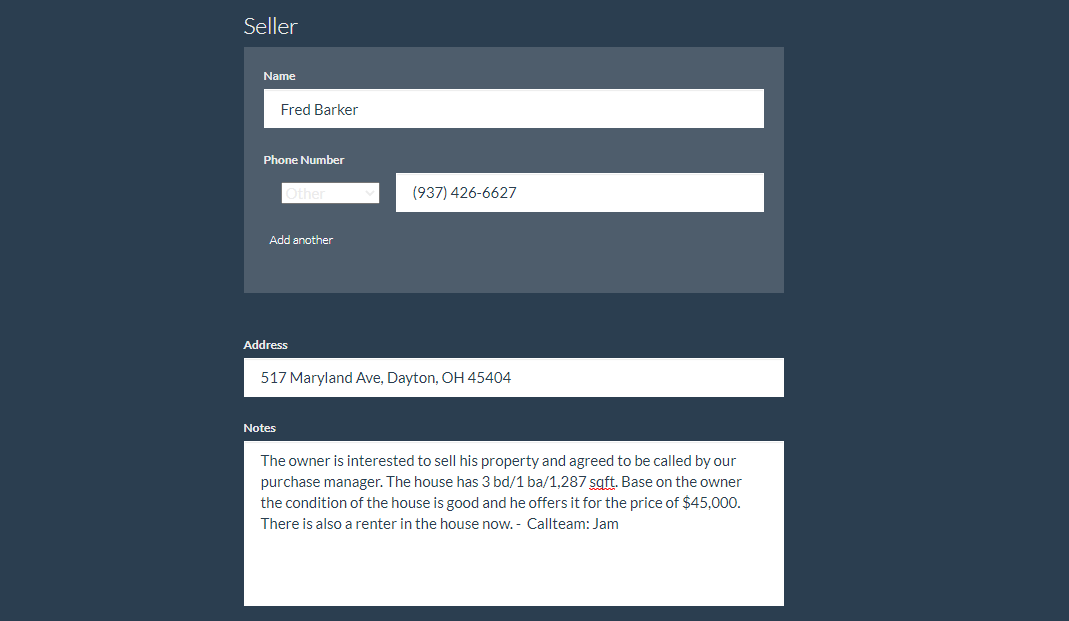 Seller
Name
Fred Barker
Phone Number
Other
(937) 426-6627
Add another
Address
517 Maryland Ave, Dayton, OH 45404
Notes
The owner is interested to sell his property and agreed to be called by our
purchase manager. The house has 3 bd/1 ba/1,287 sqft. Base on the owner
the condition of the house is good and he offers it for the price of $45,000.
There is also a renter in the house now. - Callteam: Jam